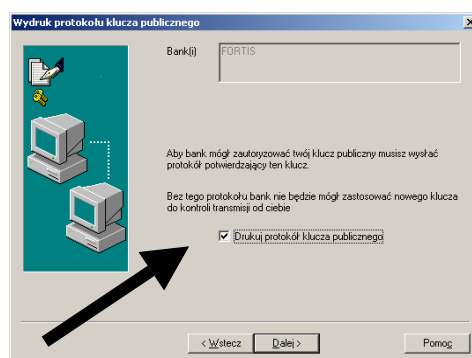 Wydruk protokołu klucza publicznego
Bank(i)
FORTIS
Aby bank mógł zautoryzować twój klucz publiczny musisz wysłać
protokół potwierdzający ten klucz.
Bez tego protokołu bank nie będzie mógł zastosować nowego klucza
do kontroli transmisji od ciebie
Drukuj protokół klucza publicznego
< Wstecz
Dalej >
Pomoc